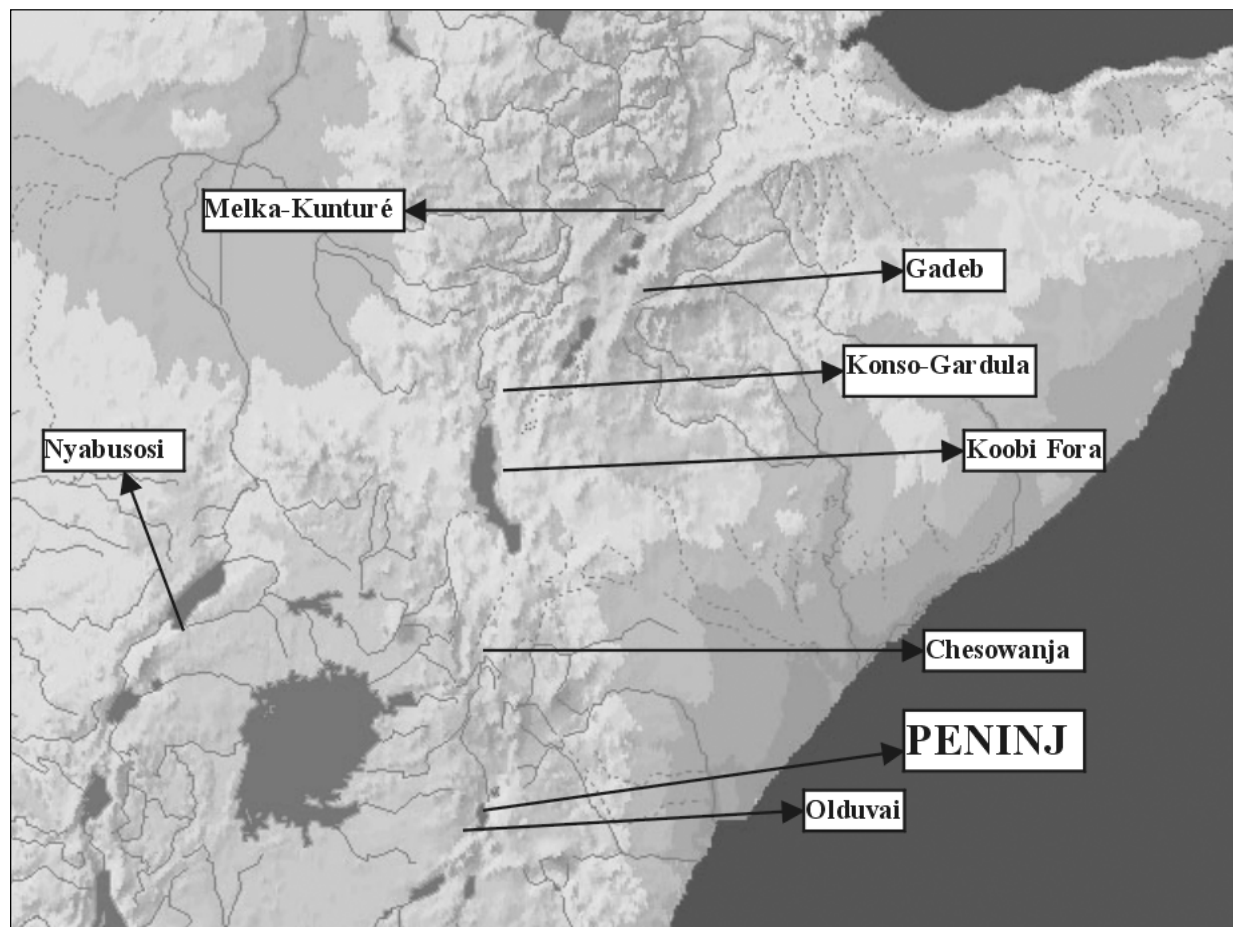 Melka-Kunturé
Gadeb
Konso-Gardula
Nyabusosi
Koobi Fora
Chesowanja
PENINJ
Olduvai